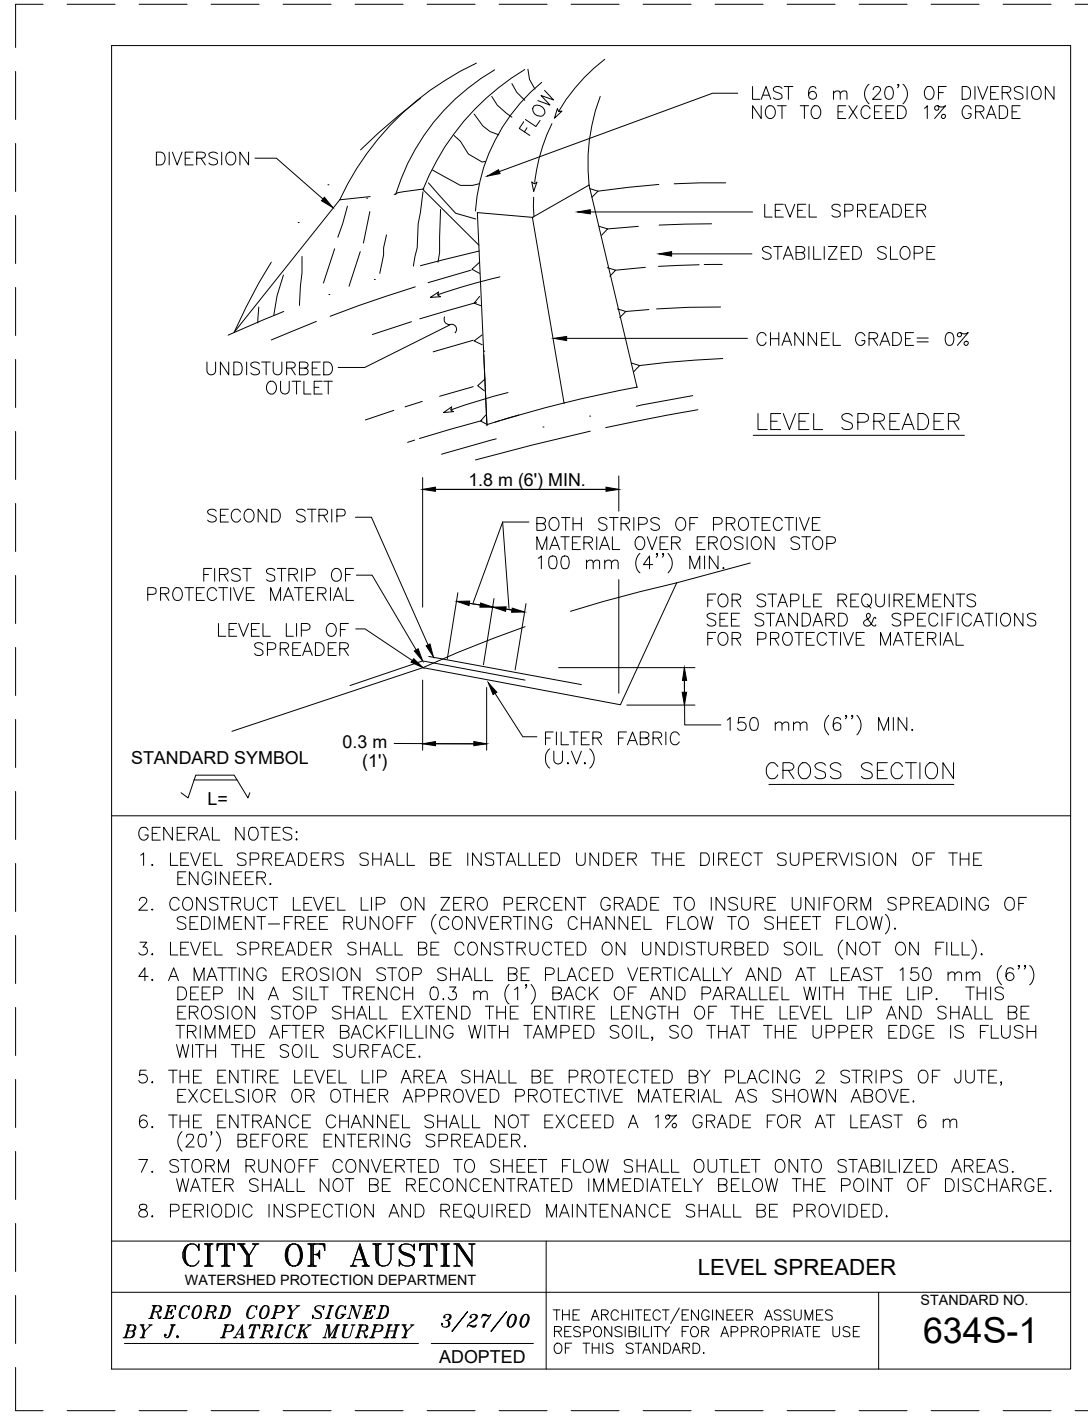 LAST 6 m (20') OF DIVERSION
NOT TO EXCEED 1% GRADE
FLOW
DIVERSION
LEVEL SPREADER
STABILIZED SLOPE
CHANNEL GRADE= 0%
UNDISTURBED
OUTLET
LEVEL SPREADER
1.8 m (6') MIN.
SECOND STRIP
BOTH STRIPS OF PROTECTIVE
MATERIAL OVER EROSION STOP
100 mm (4'') MIN.
FIRST STRIP OF
PROTECTIVE MATERIAL
FOR STAPLE REQUIREMENTS
SEE STANDARD & SPECIFICATIONS
FOR PROTECTIVE MATERIAL
LEVEL LIP OF
SPREADER
150 mm (6'') MIN.
0.3 m
(1')
FILTER FABRIC
(U.V.)
STANDARD SYMBOL
L=
CROSS SECTION
GENERAL NOTES:
1. LEVEL SPREADERS SHALL BE INSTALLED UNDER THE DIRECT SUPERVISION OF THE
ENGINEER.
2. CONSTRUCT LEVEL LIP ON ZERO PERCENT GRADE TO INSURE UNIFORM SPREADING OF
SEDIMENT-FREE RUNOFF (CONVERTING CHANNEL FLOW TO SHEET FLOW).
3. LEVEL SPREADER SHALL BE CONSTRUCTED ON UNDISTURBED SOIL (NOT ON FILL).
4. A MATTING EROSION STOP SHALL BE PLACED VERTICALLY AND AT LEAST 150 mm (6'')
DEEP IN A SILT TRENCH 0.3 m (1') BACK OF AND PARALLEL WITH THE LIP. THIS
EROSION STOP SHALL EXTEND THE ENTIRE LENGTH OF THE LEVEL LIP AND SHALL BE
TRIMMED AFTER BACKFILLING WITH TAMPED SOIL, SO THAT THE UPPER EDGE IS FLUSH
WITH THE SOIL SURFACE.
5. THE ENTIRE LEVEL LIP AREA SHALL BE PROTECTED BY PLACING 2 STRIPS OF JUTE,
EXCELSIOR OR OTHER APPROVED PROTECTIVE MATERIAL AS SHOWN ABOVE.
6. THE ENTRANCE CHANNEL SHALL NOT EXCEED A 1% GRADE FOR AT LEAST 6 m
(20') BEFORE ENTERING SPREADER.
7. STORM RUNOFF CONVERTED TO SHEET FLOW SHALL OUTLET ONTO STABILIZED AREAS.
WATER SHALL NOT BE RECONCENTRATED IMMEDIATELY BELOW THE POINT OF DISCHARGE.
8. PERIODIC INSPECTION AND REQUIRED MAINTENANCE SHALL BE PROVIDED.
CITY OF AUSTIN
WATERSHED PROTECTION DEPARTMENT
LEVEL SPREADER
RECORD COPY SIGNED
BY J. PATRICK MURPHY
3/27/00
ADOPTED
THE ARCHITECT/ENGINEER ASSUMES
RESPONSIBILITY FOR APPROPRIATE USE
OF THIS STANDARD.
STANDARD NO.
634S-1